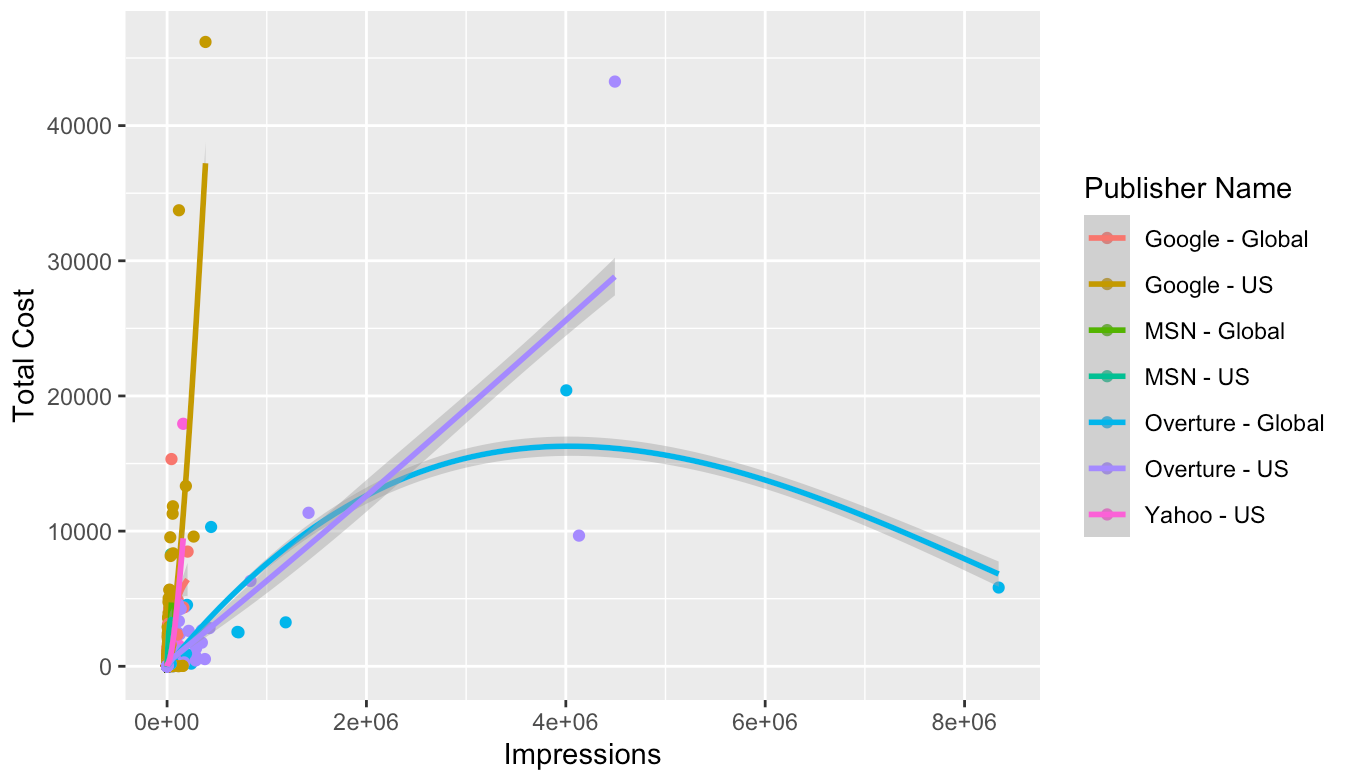 40000
30000
20000
10000
0
Total Cost
0e+00 2e+06 4e+06 6e+06 8e+06
Impressions
Publisher Name
Google - Global
Google - US
MSN - Global
MSN - US
Overture - Global
Overture - US
Yahoo - US